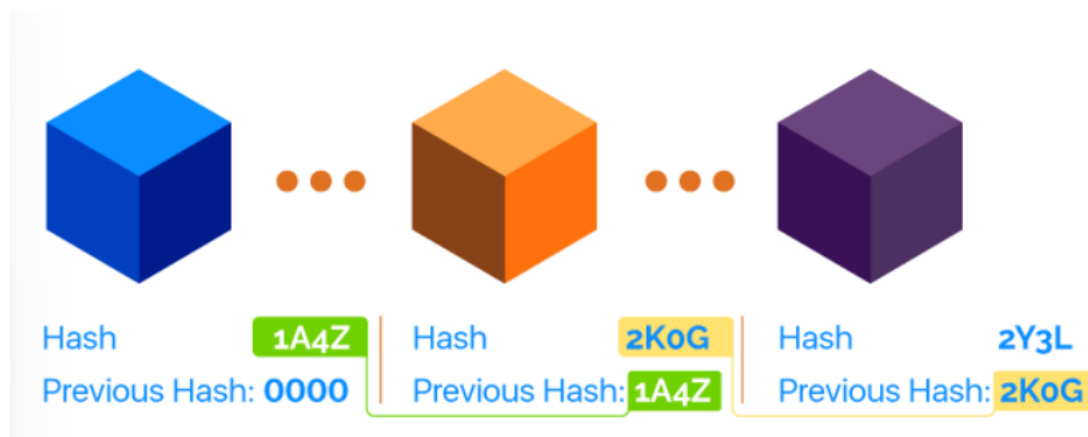 Hash 1A4Z
Previous Hash: 0000
Hash 2K0G
Previous Hash: 1A4Z
Hash 2Y3L
Previous Hash: 2K0G